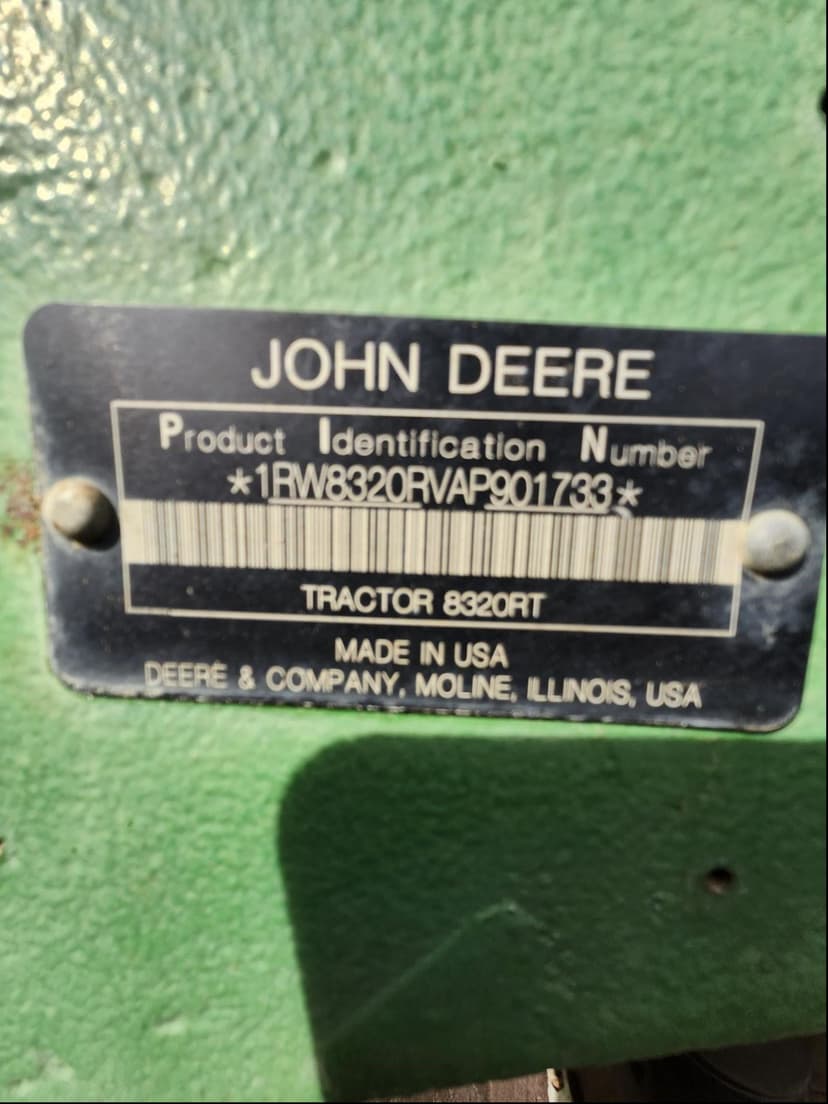 JOHN DEERE
Product Identification Number
*1RW8320RVAP901733*
TRACTOR 8320RT
MADE IN USA
DEERE & COMPANY, MOLINE, ILLINOIS, USA